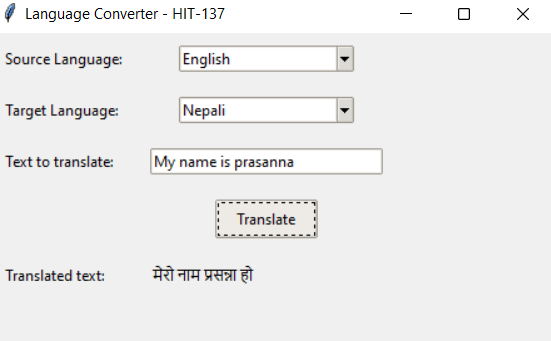 Language Converter - HIT-137
Source Language: English
Target Language: Nepali
Text to translate: My name is prasanna
Translate
Translated text: मेरो नाम प्रसन्ना हो